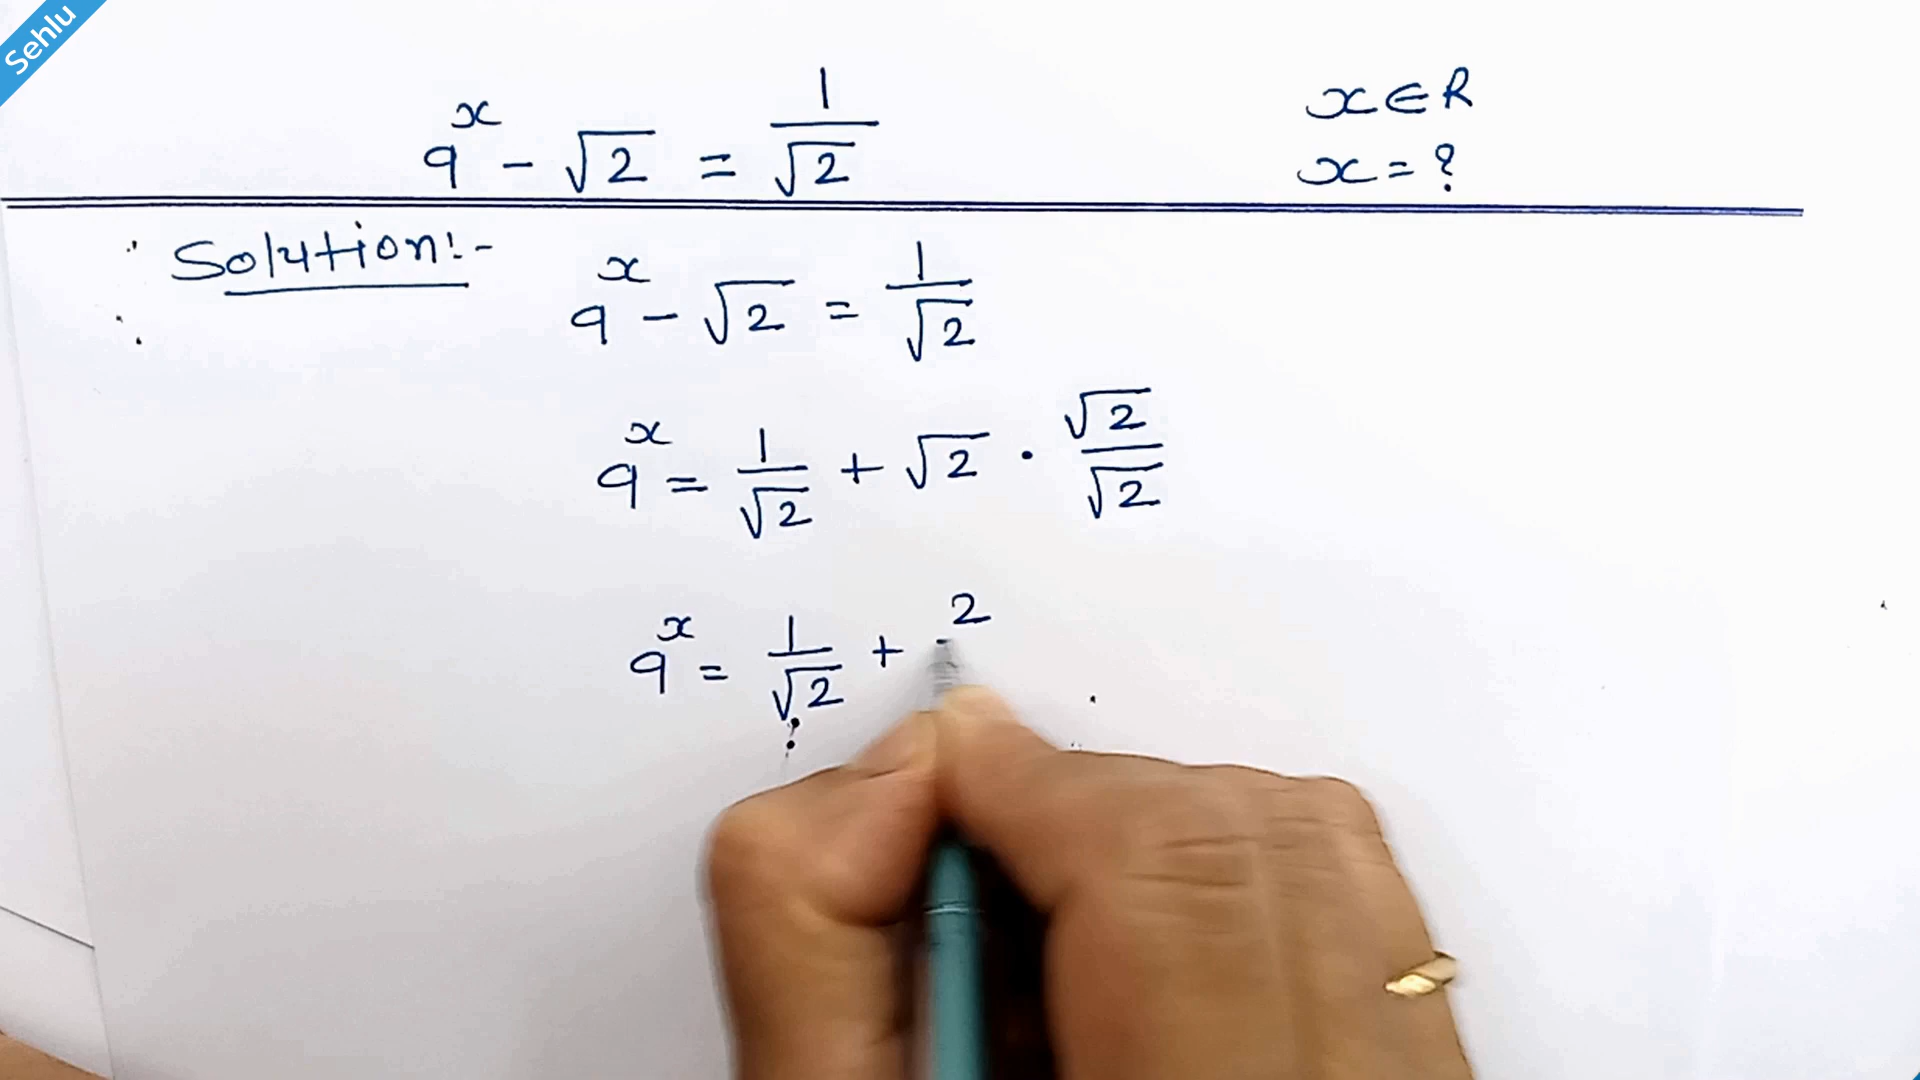 Sehlu
9^x - √2 = 1/√2
x ∈ R
x = ?
Solution:-
9^x - √2 = 1/√2
9^x = 1/√2 + √2 · √2/√2
9^x = 1/√2 + 2